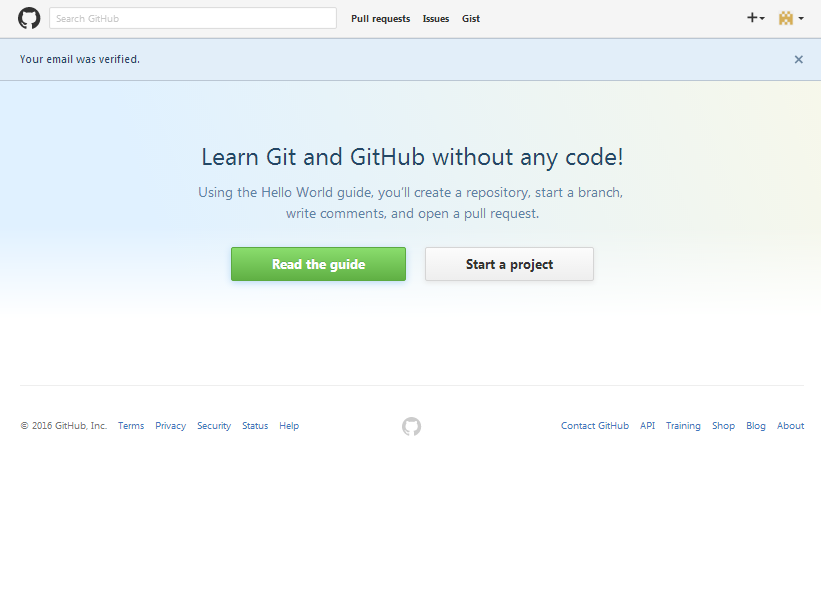 Search GitHub
Pull requests
Issues
Gist
Your email was verified.
Learn Git and GitHub without any code!
Using the Hello World guide, you'll create a repository, start a branch,
write comments, and open a pull request.
Read the guide
Start a project
© 2016 GitHub, Inc. Terms Privacy Security Status Help
Contact GitHub API Training Shop Blog About